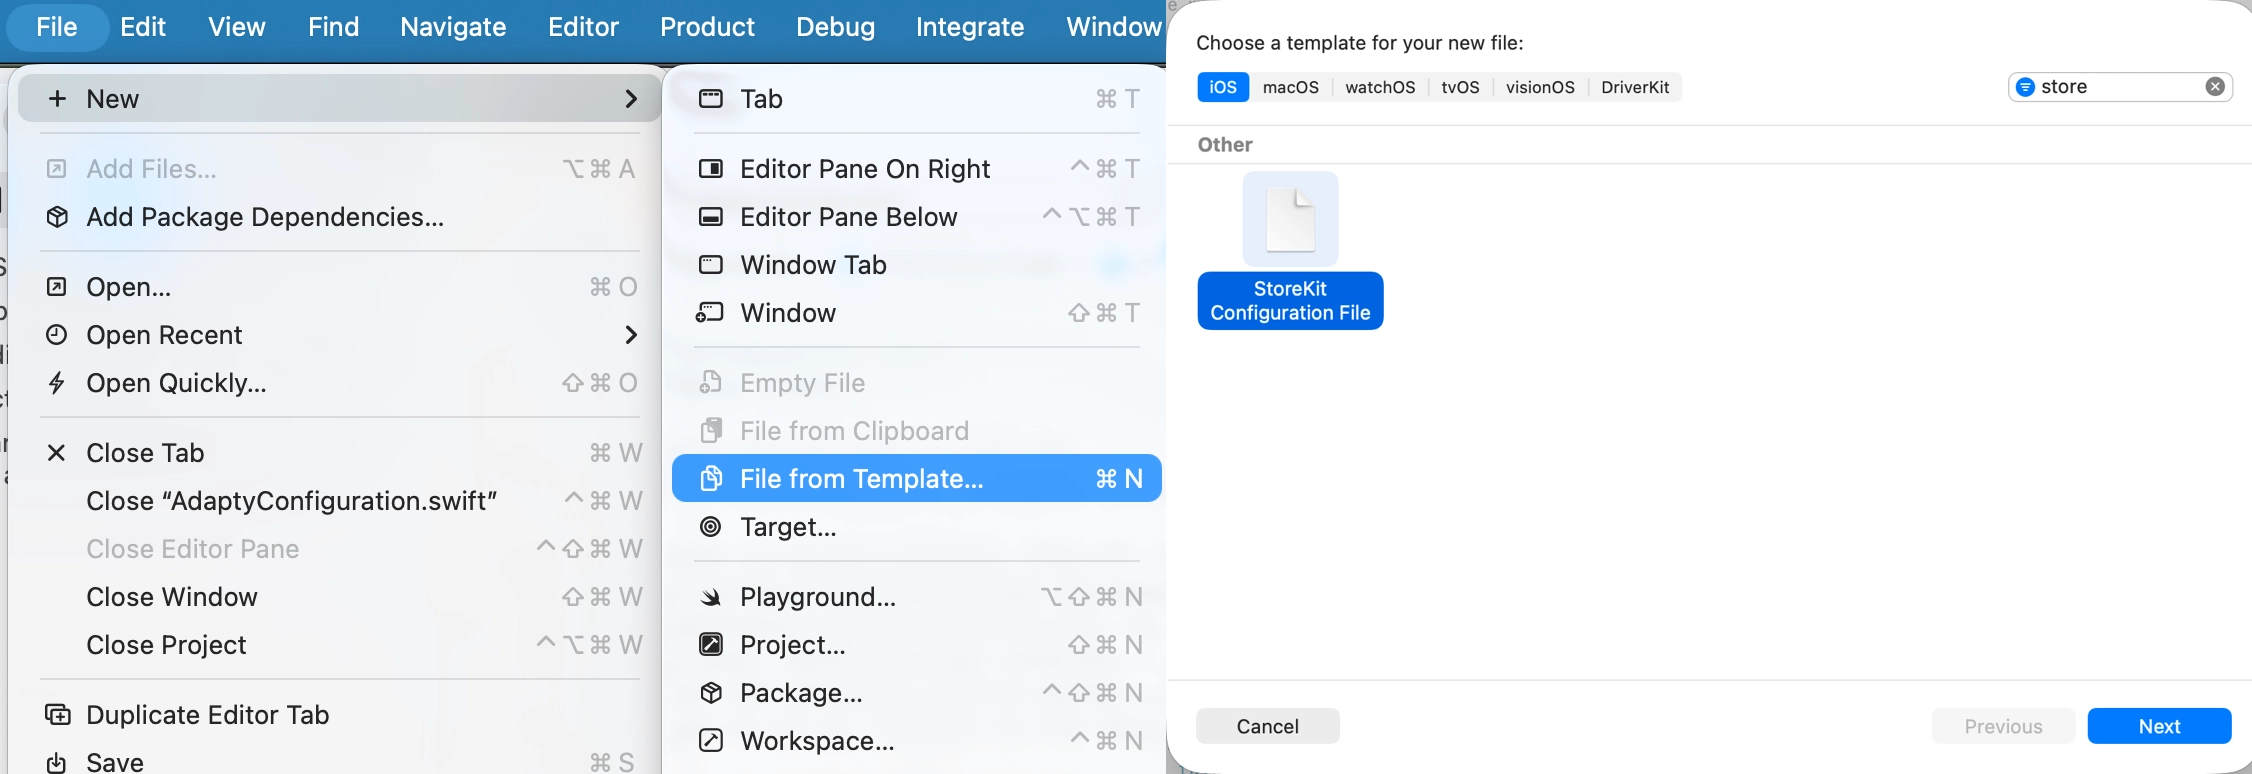 File Edit View Find Navigate Editor Product Debug Integrate Window
New
Add Files... ⌥⌘A
Add Package Dependencies...
Open... ⌘O
Open Recent
Open Quickly... ⇧⌘O
Close Tab ⌘W
Close “AdaptyConfiguration.swift” ^⌘W
Close Editor Pane ^⇧⌘W
Close Window ⇧⌘W
Close Project ^⌥⌘W
Duplicate Editor Tab
Save ⌘S
Tab ⌘T
Editor Pane On Right ^⌘T
Editor Pane Below ^⌥⌘T
Window Tab
Window ⇧⌘T
Empty File
File from Clipboard
File from Template... ⌘N
Target...
Playground... ⌥⇧⌘N
Project... ⇧⌘N
Package... ^⇧⌘N
Workspace... ^⌘N
Choose a template for your new file:
iOS macOS watchOS tvOS visionOS DriverKit store
Other
StoreKit
Configuration File
Cancel Previous Next